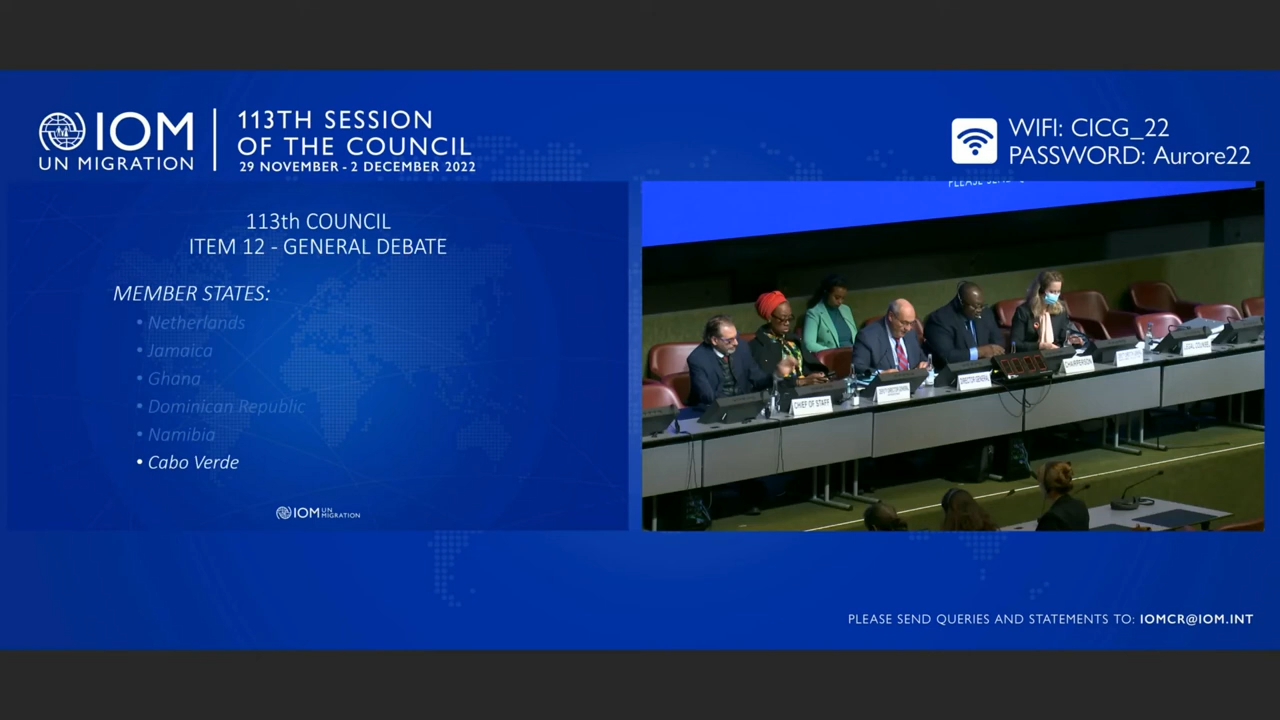 IOM
UN MIGRATION
113TH SESSION
OF THE COUNCIL
29 NOVEMBER - 2 DECEMBER 2022
WIFI: CICG_22
PASSWORD: Aurore22
113th COUNCIL
ITEM 12 - GENERAL DEBATE
MEMBER STATES:
• Netherlands
• Jamaica
• Ghana
• Dominican Republic
• Namibia
• Cabo Verde
IOM UN MIGRATION
CHIEF OF STAFF
DIRECTOR GENERAL
CHAIRPERSON
LEGAL COUNSEL
PLEASE SEND QUERIES AND STATEMENTS TO: IOMCR@IOM.INT